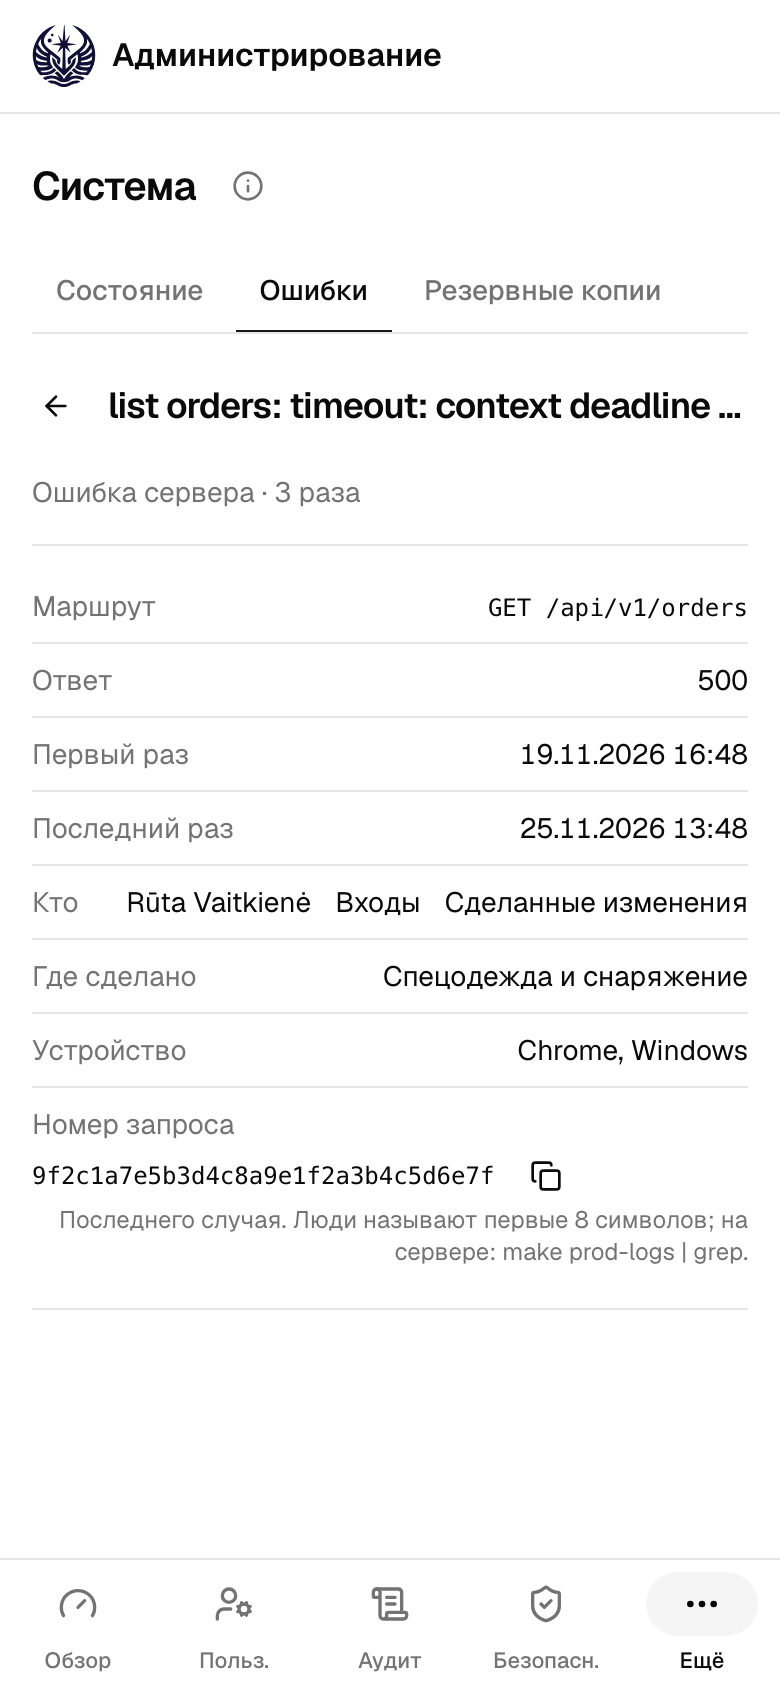 Администрирование
Система
Состояние Ошибки Резервные копии
list orders: timeout: context deadline ...
Ошибка сервера · 3 раза
Маршрут GET /api/v1/orders
Ответ 500
Первый раз 19.11.2026 16:48
Последний раз 25.11.2026 13:48
Кто Rūta Vaitkienė Входы Сделанные изменения
Где сделано Спецодежда и снаряжение
Устройство Chrome, Windows
Номер запроса
9f2c1a7e5b3d4c8a9e1f2a3b4c5d6e7f
Последнего случая. Люди называют первые 8 символов; на
сервере: make prod-logs | grep.
Обзор Польз. Аудит Безопасн. Ещё